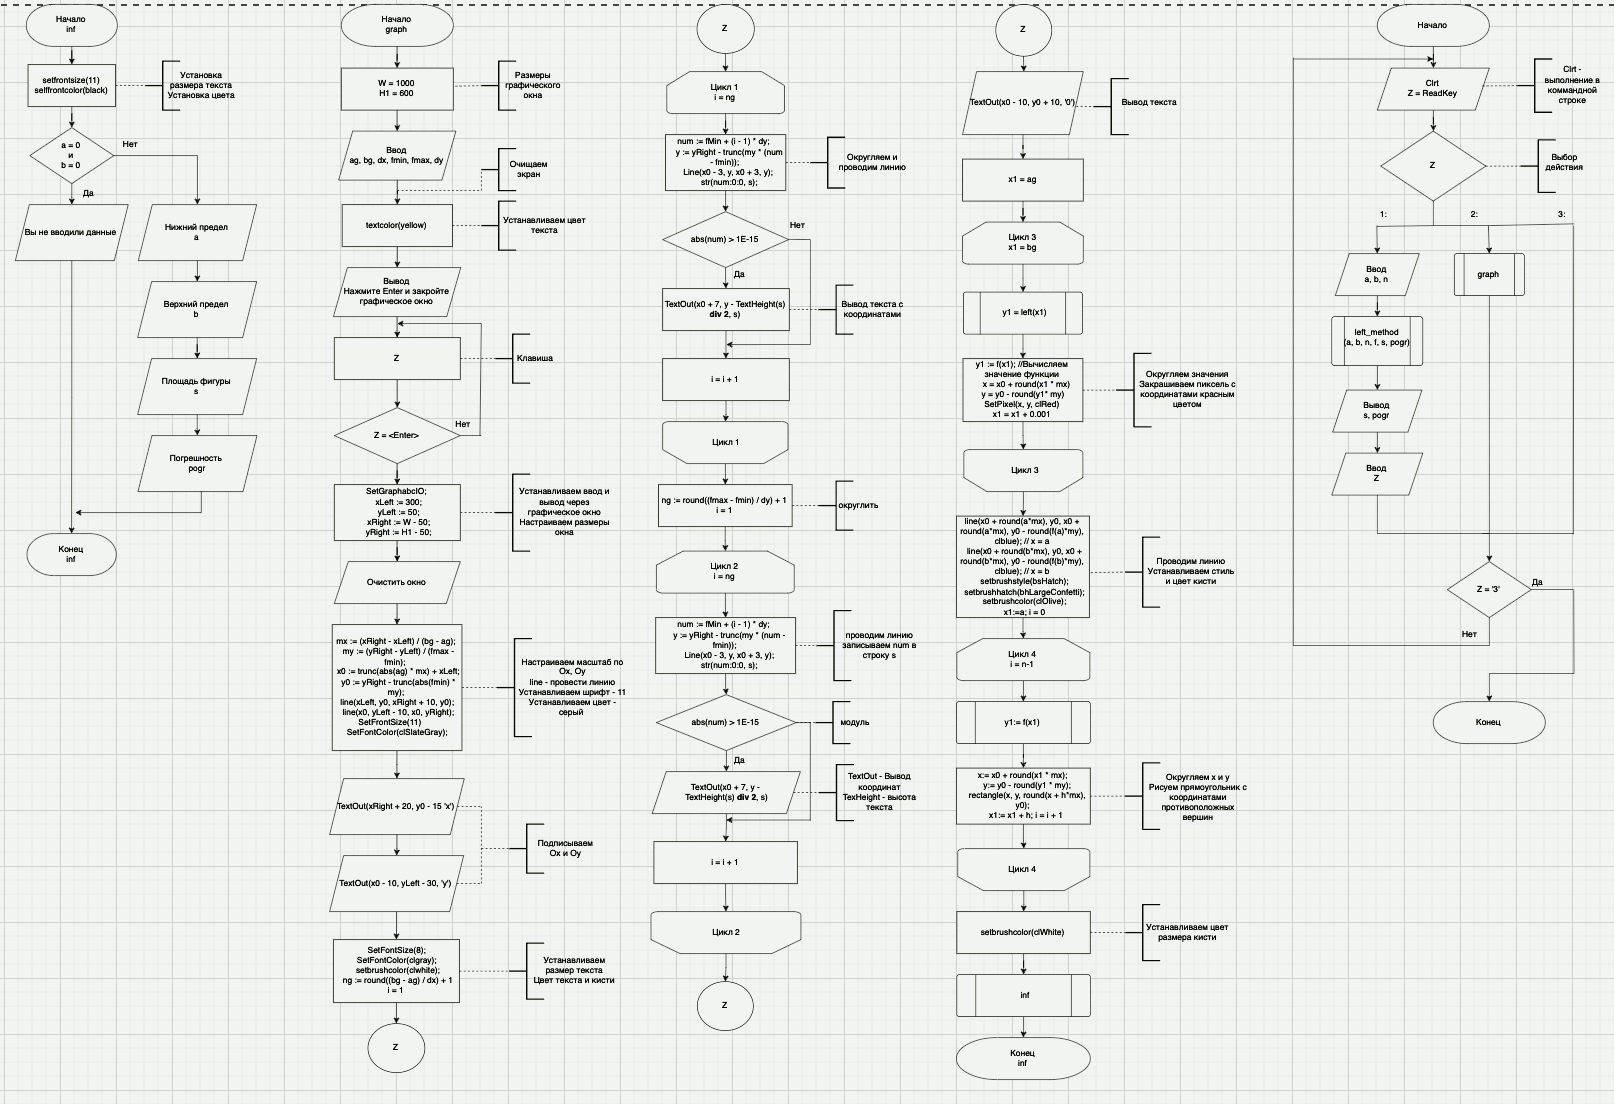 Начало
inf
setfrontsize(11)
selffrontcolor(black)
Установка
размера текста
Установка цвета
a = 0
и
b = 0
Нет
Да
Вы не вводили данные
Нижний предел
a
Верхний предел
b
Площадь фигуры
s
Погрешность
pogr
Конец
inf
Начало
graph
W = 1000
H1 = 600
Размеры
графического
окна
Ввод
ag, bg, dx, fmin, fmax, dy
Очищаем
экран
textcolor(yellow)
Устанавливаем цвет
текста
Вывод
Нажмите Enter и закройте
графическое окно
Z
Клавиша
Z = <Enter>
Нет
SetGraphabcIO;
xLeft := 300;
yLeft := 50;
xRight := W - 50;
yRight := H1 - 50;
Устанавливаем ввод и
вывод через
графическое окно
Настраиваем размеры
окна
Очистить окно
mx := (xRight - xLeft) / (bg - ag);
my := (yRight - yLeft) / (fmax -
fmin);
x0 := trunc(abs(ag) * mx) + xLeft;
y0 := yRight - trunc(abs(fmin) *
my);
line(xLeft, y0, xRight + 10, y0);
line(x0, yLeft - 10, x0, yRight);
SetFrontSize(11)
SetFontColor(clSlateGray);
Настраиваем масштаб по
Ox, Oy
line - провести линию
Устанавливаем шрифт - 11
Устанавливаем цвет -
серый
TextOut(xRight + 20, y0 - 15 'x')
TextOut(x0 - 10, yLeft - 30, 'y')
Подписываем
Ox и Oy
SetFontSize(8);
SetFontColor(clgray);
setbrushcolor(clwhite);
ng := round((bg - ag) / dx) + 1
i = 1
Устанавливаем
размер текста
Цвет текста и кисти
Z
Z
Цикл 1
i = ng
num := fMin + (i - 1) * dy;
y := yRight - trunc(my * (num
- fmin));
Line(x0 - 3, y, x0 + 3, y);
str(num:0:0, s);
Округляем и
проводим линию
abs(num) > 1E-15
Нет
Да
TextOut(x0 + 7, y - TextHeight(s)
div 2, s)
Вывод текста с
координатами
i = i + 1
Цикл 1
ng := round((fmax - fmin) / dy) + 1
i = 1
округлить
Цикл 2
i = ng
num := fMin + (i - 1) * dy;
y := yRight - trunc(my * (num -
fmin));
Line(x0 - 3, y, x0 + 3, y);
str(num:0:0, s);
проводим линию
записываем num в
строку s
abs(num) > 1E-15
модуль
Да
TextOut(x0 + 7, y -
TextHeight(s) div 2, s)
TextOut - Вывод
координат
TexHeight - высота
текста
i = i + 1
Цикл 2
Z
Z
TextOut(x0 - 10, y0 + 10, '0')
Вывод текста
x1 = ag
Цикл 3
x1 = bg
y1 = left(x1)
y1 := f(x1); //Вычисляем
значение функции
x = x0 + round(x1 * mx)
y = y0 - round(y1* my)
SetPixel(x, y, clRed)
x1 = x1 + 0.001
Округляем значения
Закрашиваем пиксель с
координатами красным
цветом
Цикл 3
line(x0 + round(a*mx), y0, x0 +
round(a*mx), y0 - round(f(a)*my),
clblue); // x = a
line(x0 + round(b*mx), y0, x0 +
round(b*mx), y0 - round(f(b)*my),
clblue); // x = b
setbrushstyle(bsHatch);
setbrushhatch(bhLargeConfetti);
setbrushcolor(clOlive);
x1:=a; i = 0
Проводим линию
Устанавливаем стиль
и цвет кисти
Цикл 4
i = n-1
y1:= f(x1)
x:= x0 + round(x1 * mx);
y:= y0 - round(y1 * my);
rectangle(x, y, round(x + h*mx),
y0);
x1:= x1 + h; i = i + 1
Округляем x и y
Рисуем прямоугольник с
координатами
противоположных
вершин
Цикл 4
setbrushcolor(clWhite)
Устанавливаем цвет
размера кисти
inf
Конец
inf
Начало
Clrt
Z = ReadKey
Clrt -
выполнение в
коммандной
строке
Z
Выбор
действия
1:
2:
3:
Ввод
a, b, n
graph
left_method
(a, b, n, f, s, pogr)
Вывод
s, pogr
Ввод
Z
Z = '3'
Да
Нет
Конец